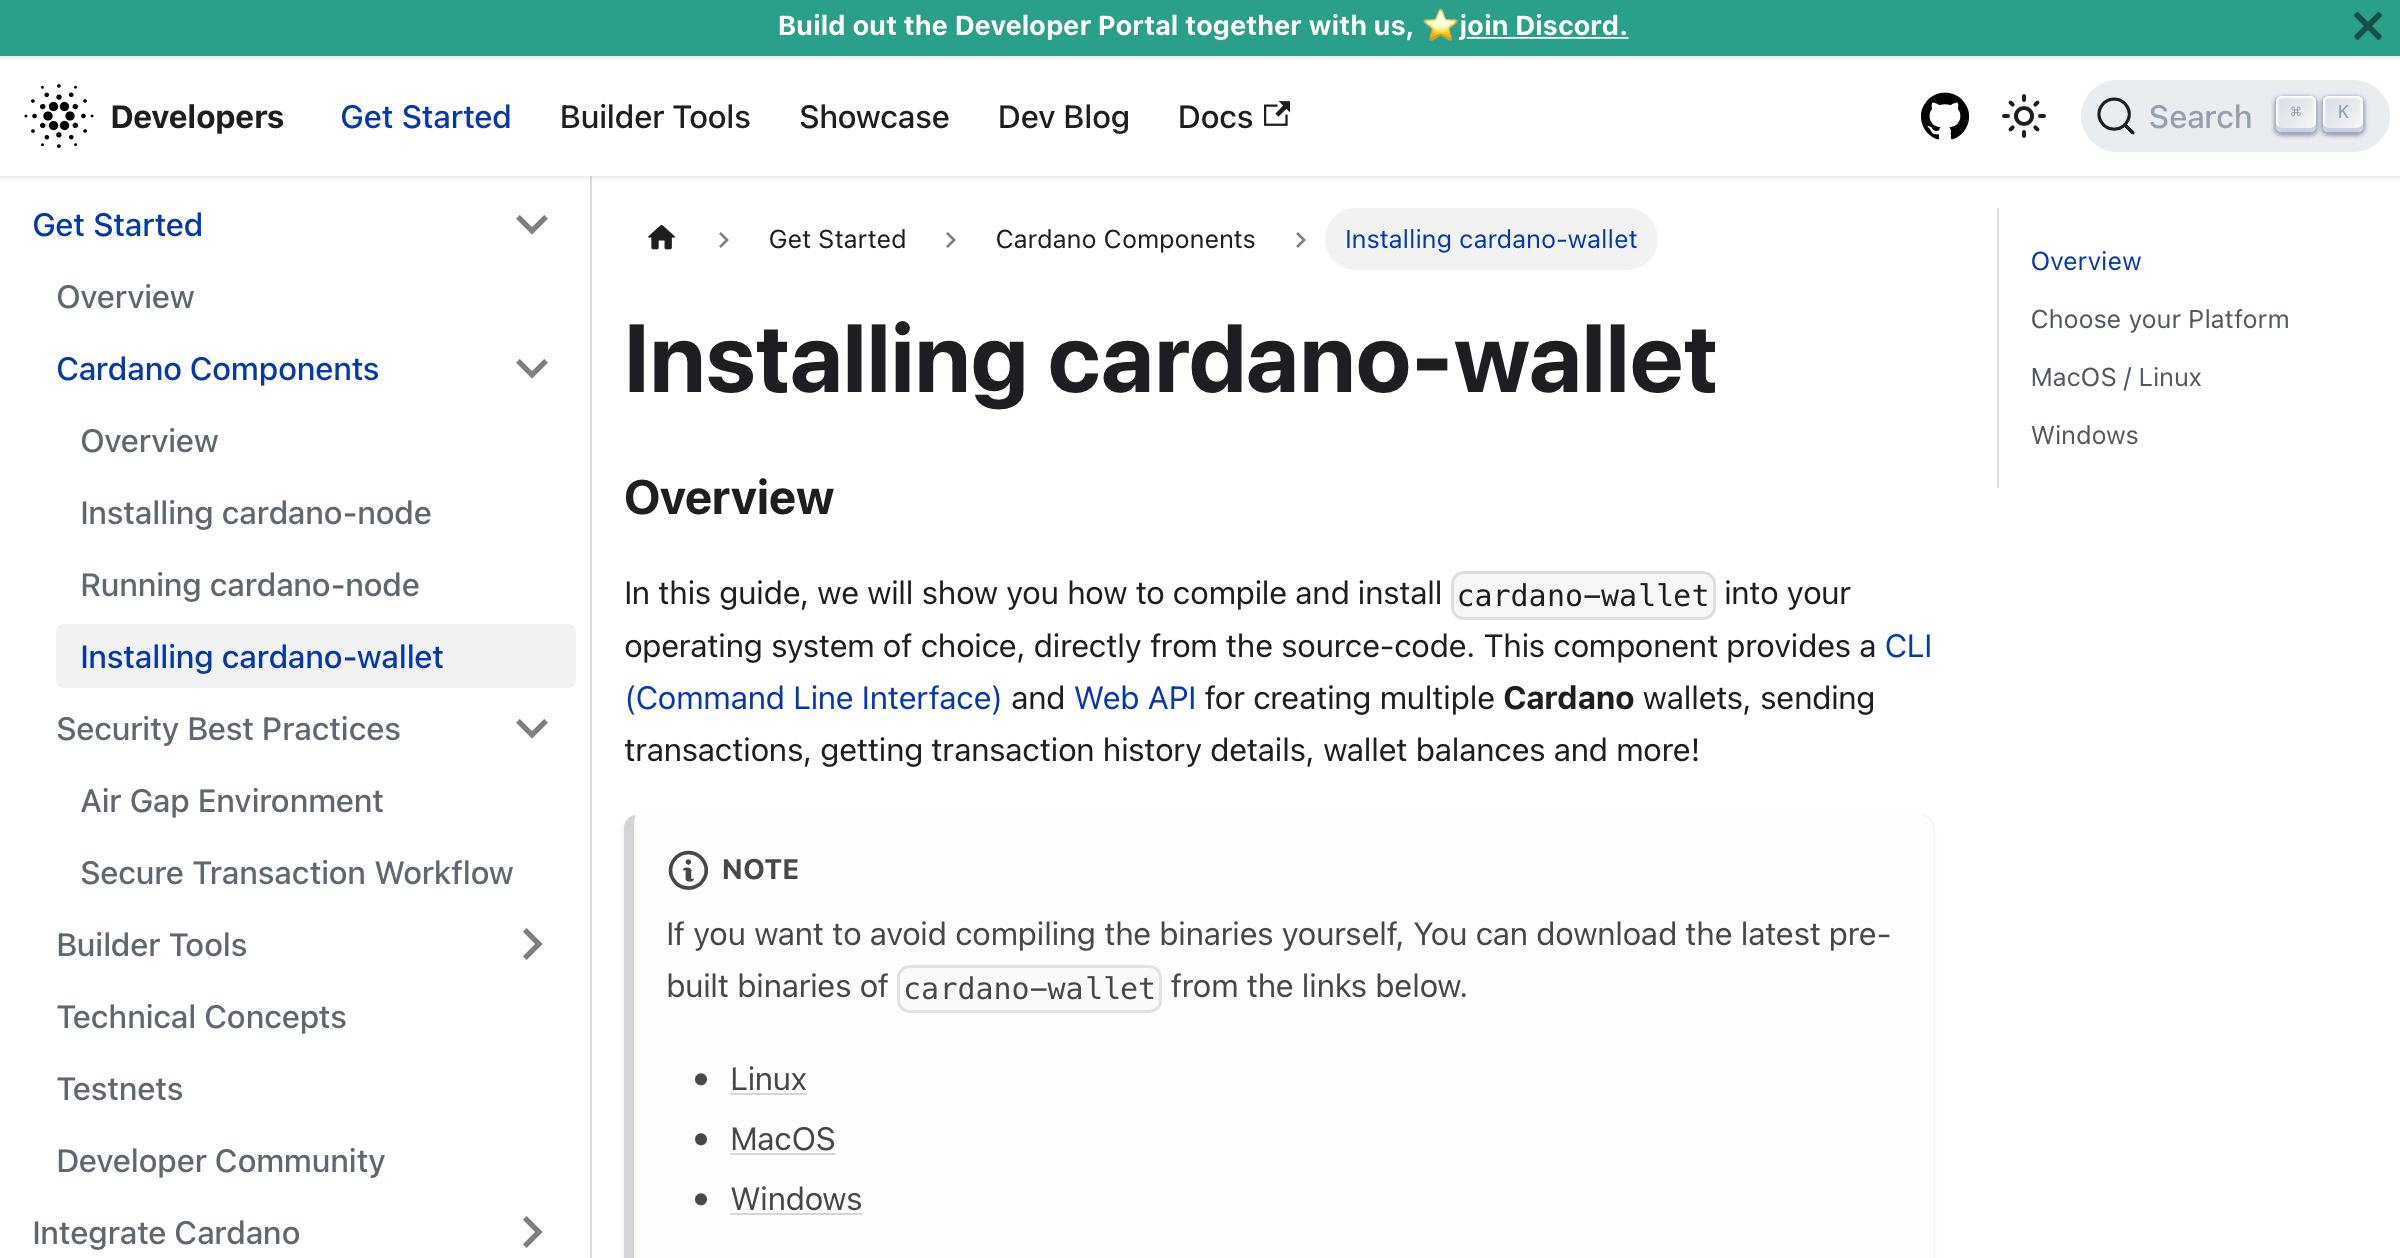 Build out the Developer Portal together with us, ⭐️join Discord.
Developers
Get Started
Builder Tools
Showcase
Dev Blog
Docs
Search
⌘
K
Get Started
Overview
Cardano Components
Overview
Installing cardano-node
Running cardano-node
Installing cardano-wallet
Security Best Practices
Air Gap Environment
Secure Transaction Workflow
Builder Tools
Technical Concepts
Testnets
Developer Community
Integrate Cardano
Get Started
Cardano Components
Installing cardano-wallet
Installing cardano-wallet
Overview
In this guide, we will show you how to compile and install cardano-wallet into your
operating system of choice, directly from the source-code. This component provides a CLI
(Command Line Interface) and Web API for creating multiple Cardano wallets, sending
transactions, getting transaction history details, wallet balances and more!
NOTE
If you want to avoid compiling the binaries yourself, You can download the latest pre-
built binaries of cardano-wallet from the links below.
Linux
MacOS
Windows
Overview
Choose your Platform
MacOS / Linux
Windows